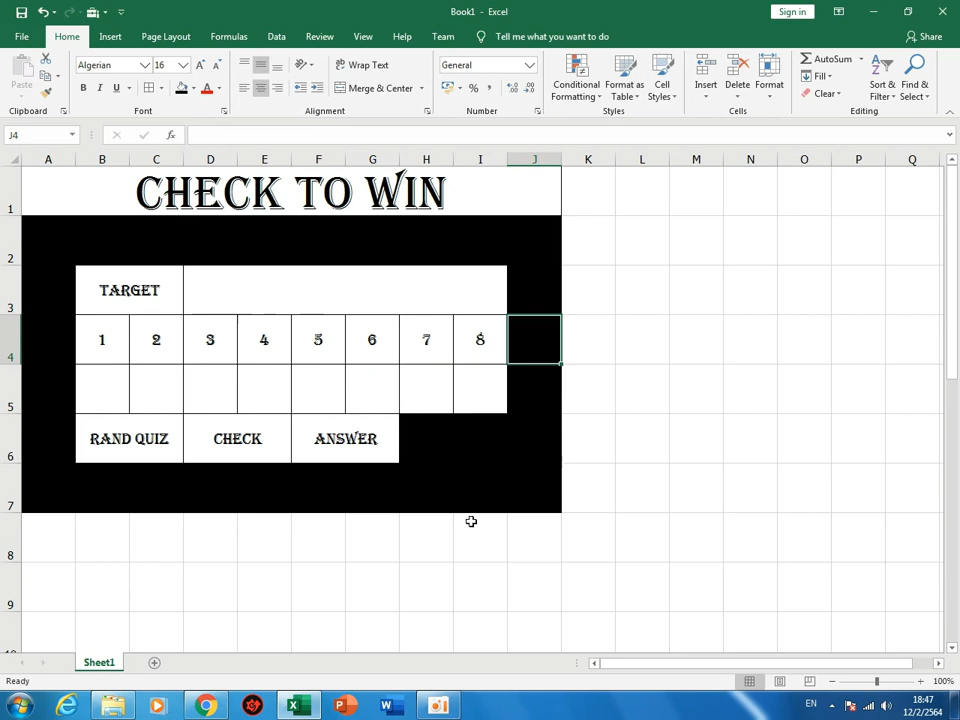 Book1 - Excel
Sign in
File Home Insert Page Layout Formulas Data Review View Help Team Tell me what you want to do Share
Paste
Algerian 16
B I U A
Wrap Text
Merge & Center
General
$ % ,
Conditional Formatting
Format as Table
Cell Styles
Insert Delete Format
AutoSum
Fill
Clear
Sort & Filter
Find & Select
Clipboard Font Alignment Number Styles Cells Editing
J4 fx
A B C D E F G H I J K L M N O P Q
1 CHECK TO WIN
2
3 TARGET
4 1 2 3 4 5 6 7 8
5
6 RAND QUIZ CHECK ANSWER
7
8
9
Sheet1
Ready 100%
EN 18:47
12/2/2564